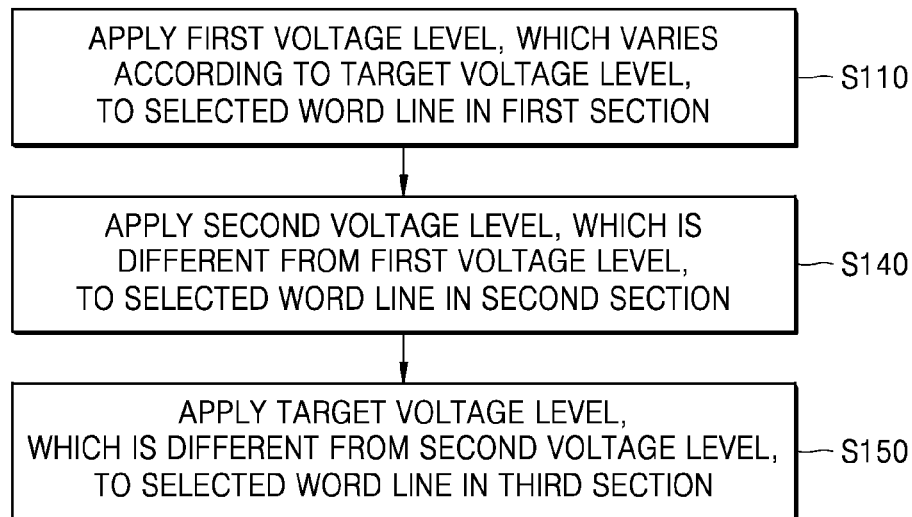 APPLY FIRST VOLTAGE LEVEL, WHICH VARIES
ACCORDING TO TARGET VOLTAGE LEVEL,
TO SELECTED WORD LINE IN FIRST SECTION
S110
APPLY SECOND VOLTAGE LEVEL, WHICH IS
DIFFERENT FROM FIRST VOLTAGE LEVEL,
TO SELECTED WORD LINE IN SECOND SECTION
S140
APPLY TARGET VOLTAGE LEVEL,
WHICH IS DIFFERENT FROM SECOND VOLTAGE LEVEL,
TO SELECTED WORD LINE IN THIRD SECTION
S150